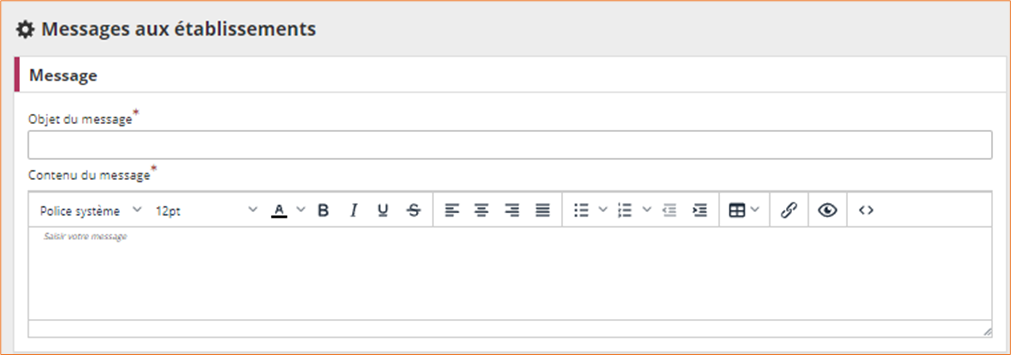 Messages aux établissements
Message
Objet du message*
Contenu du message*
Police système 12pt A B I U S
Saisir votre message